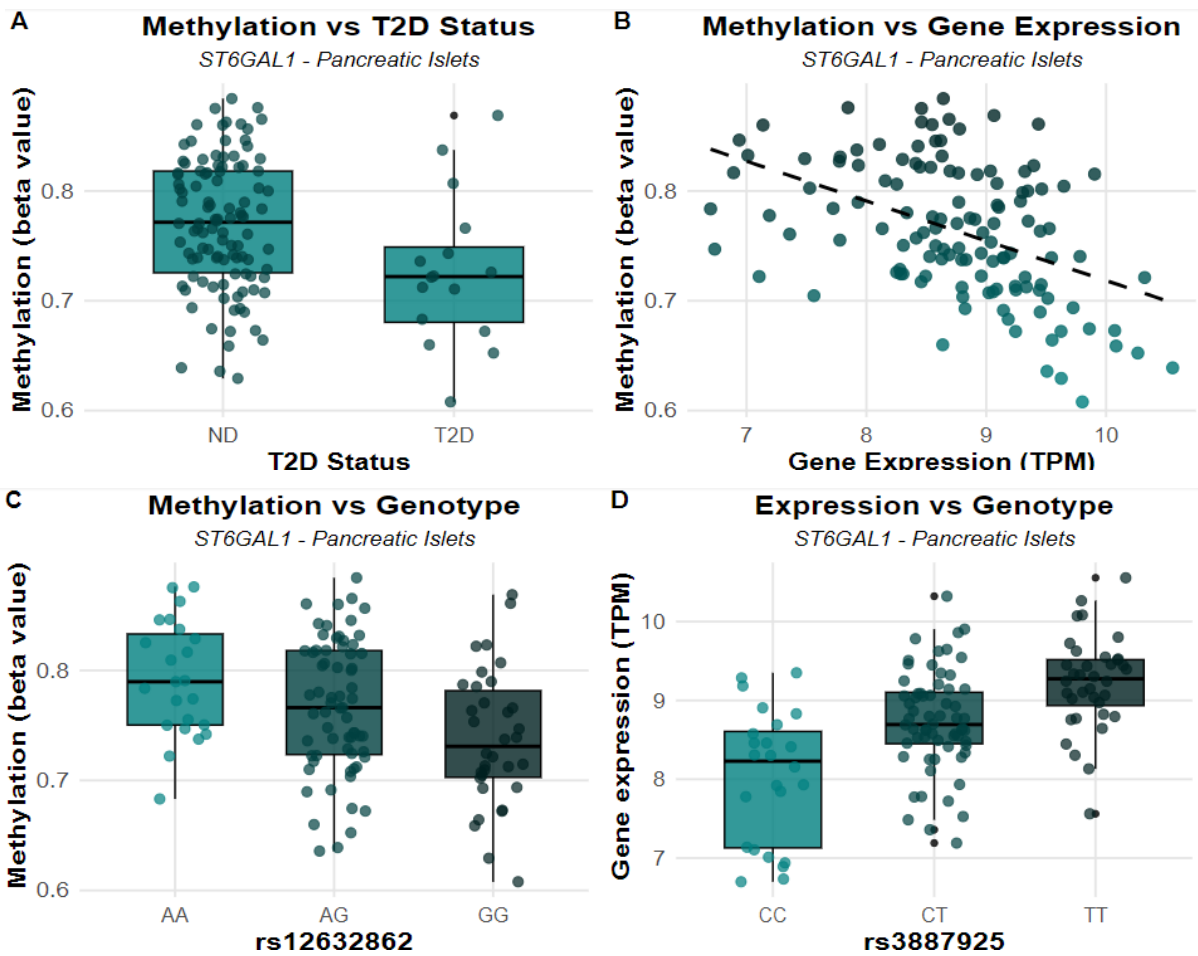 A
Methylation vs T2D Status
ST6GAL1 - Pancreatic Islets
Methylation (beta value)
0.8
0.7
0.6
ND
T2D
T2D Status
B
Methylation vs Gene Expression
ST6GAL1 - Pancreatic Islets
Methylation (beta value)
0.8
0.7
0.6
7
8
9
10
Gene Expression (TPM)
C
Methylation vs Genotype
ST6GAL1 - Pancreatic Islets
Methylation (beta value)
0.8
0.7
0.6
AA
AG
GG
rs12632862
D
Expression vs Genotype
ST6GAL1 - Pancreatic Islets
Gene expression (TPM)
10
9
8
7
CC
CT
TT
rs3887925